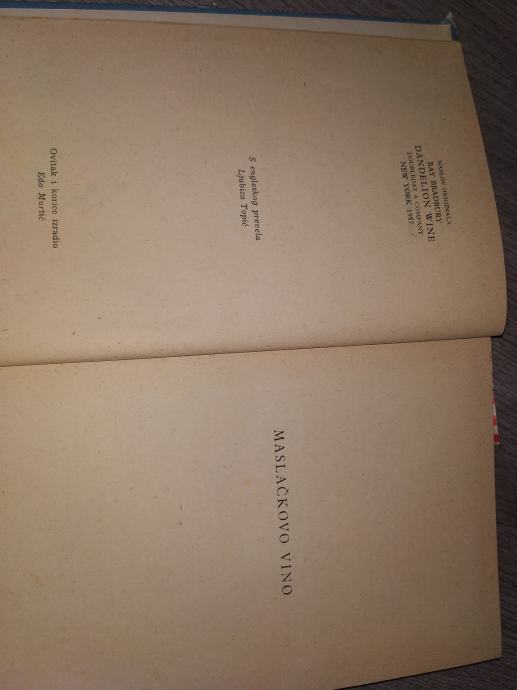 NASLOV ORIGINALA
RAY BRADBURY
DANDELION WINE
DOUBLEDAY & COMPANY
NEW YORK 1957.
S engleskog prevela
Ljubica Topić
Ovitak i korice izradio
Edo Murtić
MASLAČKOVO VINO